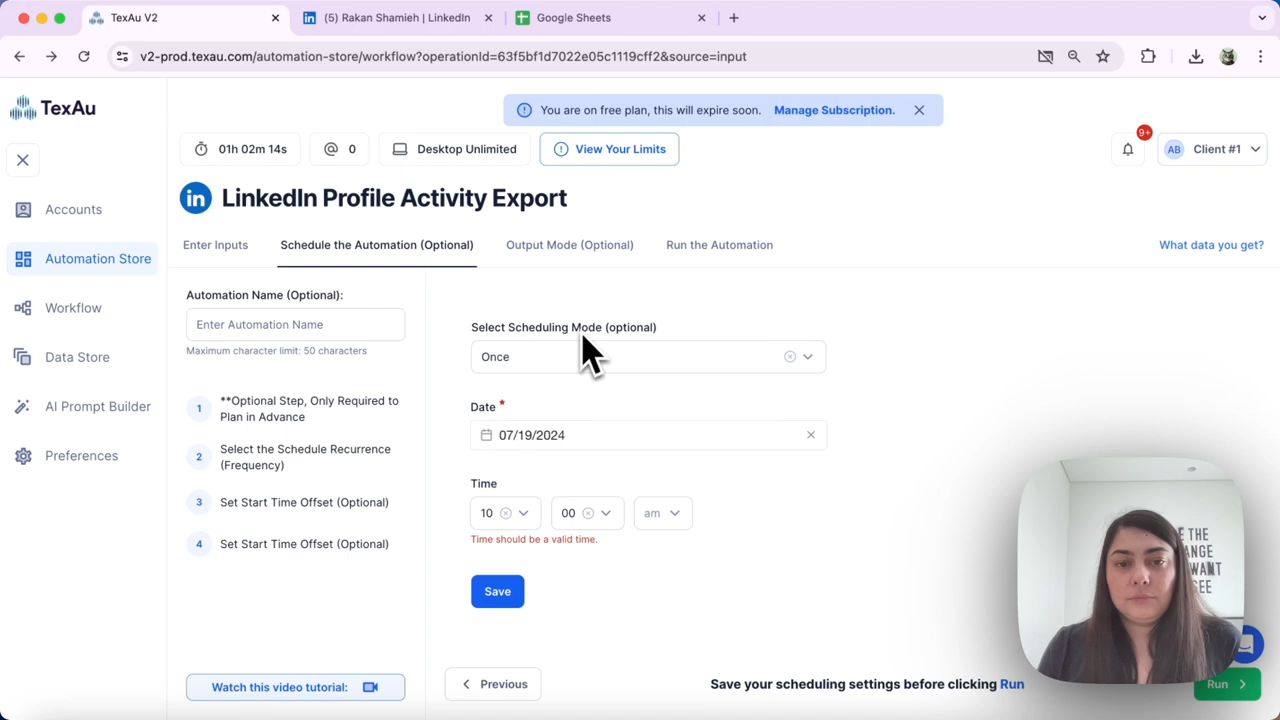 TexAu V2
(5) Rakan Shamieh | LinkedIn
Google Sheets
v2-prod.texau.com/automation-store/workflow?operationId=63f5bf1d7022e05c1119cff2&source=input
TexAu
You are on free plan, this will expire soon. Manage Subscription.
01h 02m 14s
0
Desktop Unlimited
View Your Limits
9+
AB
Client #1
in LinkedIn Profile Activity Export
Accounts
Automation Store
Workflow
Data Store
AI Prompt Builder
Preferences
Enter Inputs
Schedule the Automation (Optional)
Output Mode (Optional)
Run the Automation
What data you get?
Automation Name (Optional):
Enter Automation Name
Maximum character limit: 50 characters
1 **Optional Step, Only Required to
Plan in Advance
2 Select the Schedule Recurrence
(Frequency)
3 Set Start Time Offset (Optional)
4 Set Start Time Offset (Optional)
Watch this video tutorial:
Select Scheduling Mode (optional)
Once
Date *
07/19/2024
Time
10
00
am
Time should be a valid time.
Save
Previous
Save your scheduling settings before clicking Run
Run
E THE
ANGE
WANT
SEE